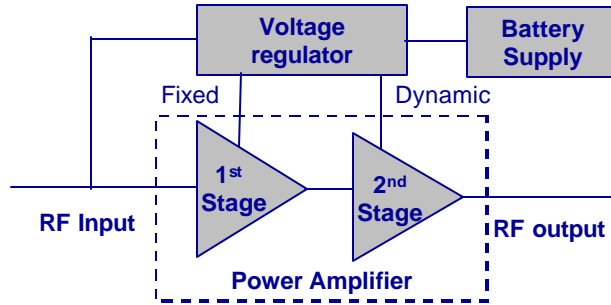 Voltage
regulator
Battery
Supply
Fixed
Dynamic
1st
Stage
2nd
Stage
RF Input
RF output
Power Amplifier